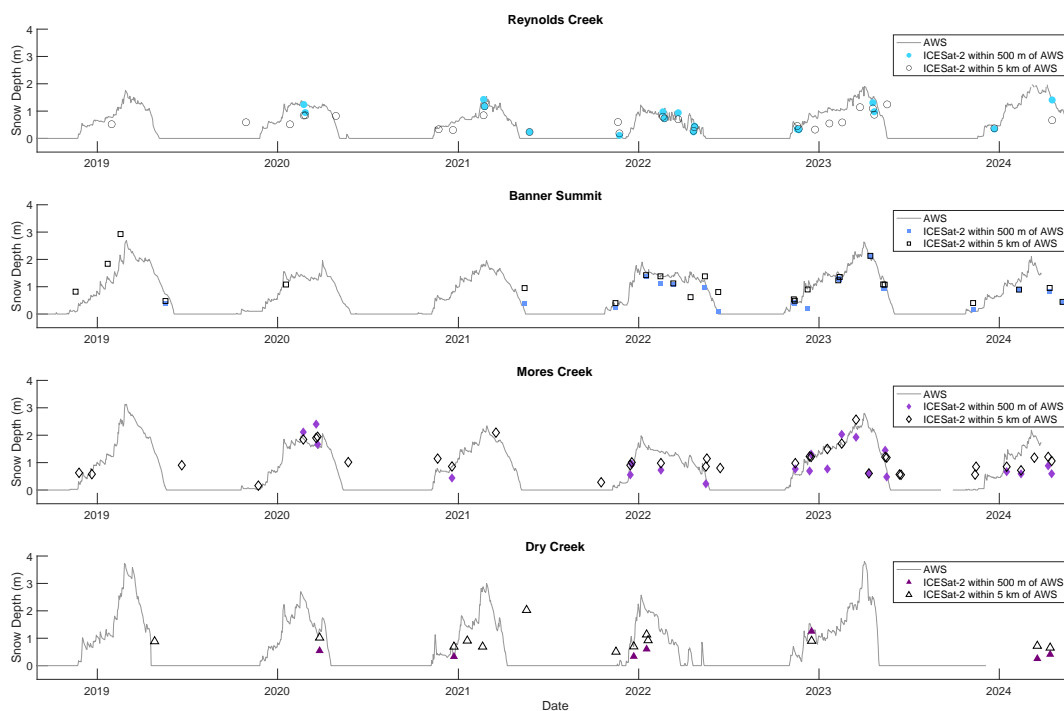 Reynolds Creek
Snow Depth (m)
4
3
2
1
0
AWS
ICESat-2 within 500 m of AWS
ICESat-2 within 5 km of AWS
2019 2020 2021 2022 2023 2024
Banner Summit
Snow Depth (m)
4
3
2
1
0
AWS
ICESat-2 within 500 m of AWS
ICESat-2 within 5 km of AWS
2019 2020 2021 2022 2023 2024
Mores Creek
Snow Depth (m)
4
3
2
1
0
AWS
ICESat-2 within 500 m of AWS
ICESat-2 within 5 km of AWS
2019 2020 2021 2022 2023 2024
Dry Creek
Snow Depth (m)
4
3
2
1
0
AWS
ICESat-2 within 500 m of AWS
ICESat-2 within 5 km of AWS
2019 2020 2021 2022 2023 2024
Date